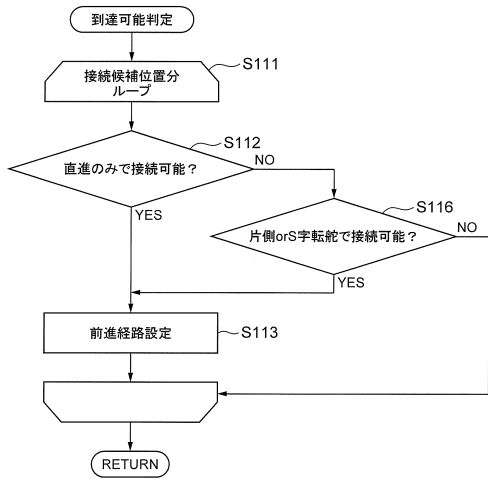 到達可能判定
接続候補位置分
ループ
S111
直進のみで接続可能？
S112
NO
YES
片側orS字転舵で接続可能？
S116
NO
YES
前進経路設定
S113
RETURN